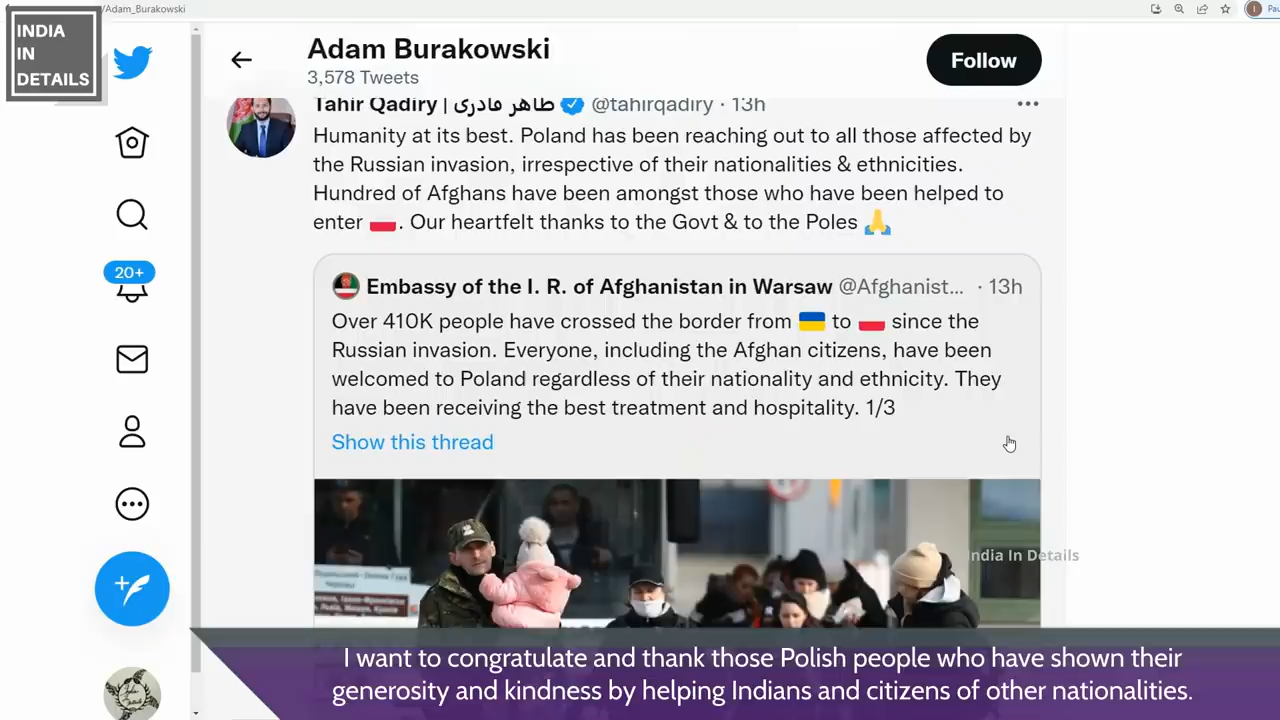 /Adam_Burakowski
Pau
INDIA
IN
DETAILS
Adam Burakowski
3,578 Tweets
Follow
Tahir Qadiry | طاهر قادری @tahirqadiry · 13h
Humanity at its best. Poland has been reaching out to all those affected by
the Russian invasion, irrespective of their nationalities & ethnicities.
Hundred of Afghans have been amongst those who have been helped to
enter 🇵🇱. Our heartfelt thanks to the Govt & to the Poles 🙏
20+
Embassy of the I. R. of Afghanistan in Warsaw @Afghanist... · 13h
Over 410K people have crossed the border from 🇺🇦 to 🇵🇱 since the
Russian invasion. Everyone, including the Afghan citizens, have been
welcomed to Poland regardless of their nationality and ethnicity. They
have been receiving the best treatment and hospitality. 1/3
Show this thread
India In Details
I want to congratulate and thank those Polish people who have shown their
generosity and kindness by helping Indians and citizens of other nationalities.